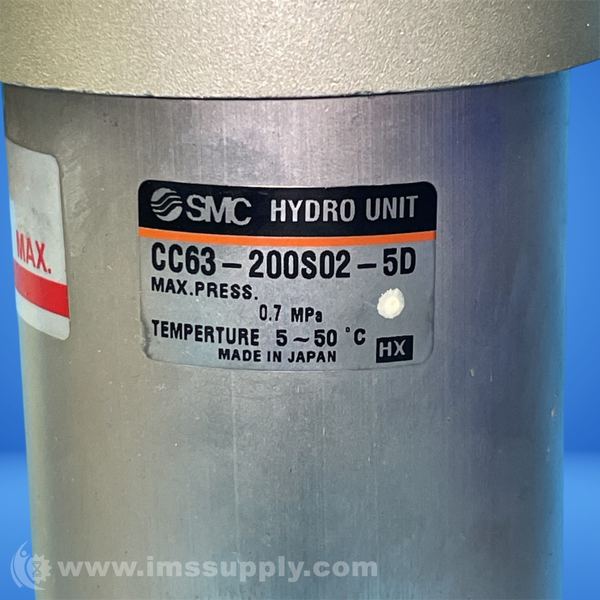 SMC HYDRO UNIT
CC63-200S02-5D
MAX.PRESS.
0.7 MPa
TEMPERTURE 5~50 °C
MADE IN JAPAN HX
MAX.
www.imssupply.com